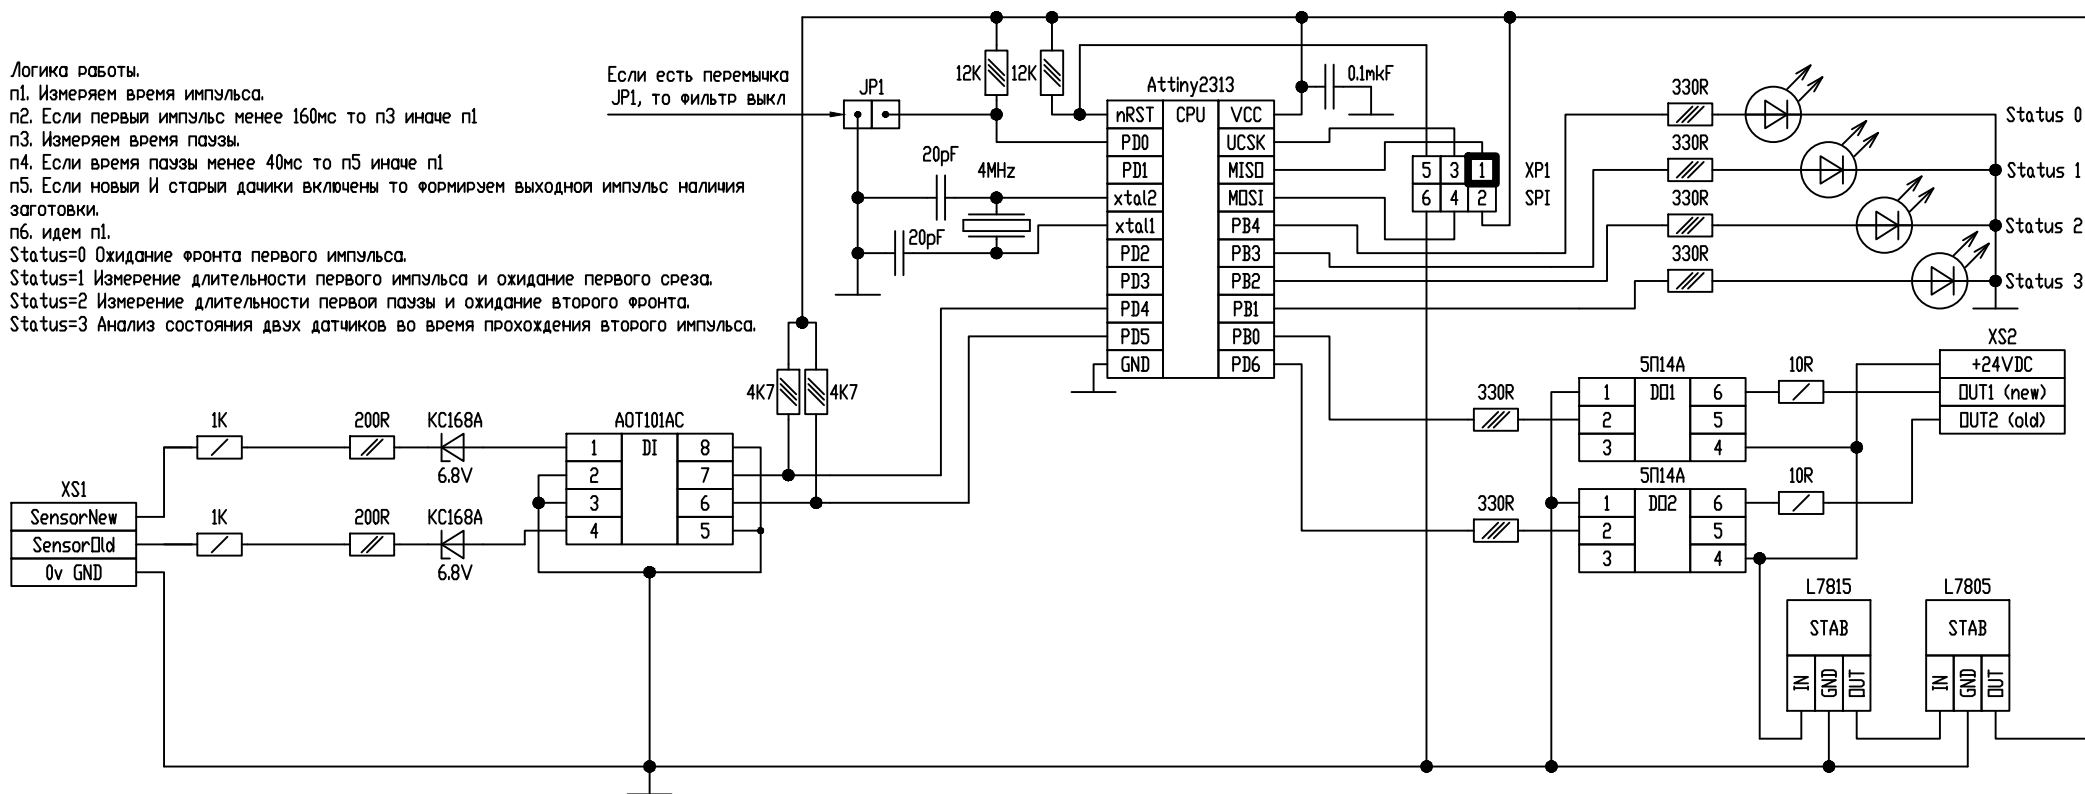 Логика работы.
п1. Измеряем время импульса.
п2. Если первый импульс менее 160мс то п3 иначе п1
п3. Измеряем время паузы.
п4. Если время паузы менее 40мс то п5 иначе п1
п5. Если новый И старый дачики включены то формируем выходной импульс наличия
заготовки.
п6. идем п1.
Status=0 Ожидание фронта первого импульса.
Status=1 Измерение длительности первого импульса и ожидание первого среза.
Status=2 Измерение длительности первой паузы и ожидание второго фронта.
Status=3 Анализ состояния двух датчиков во время прохождения второго импульса.
Если есть перемычка
JP1, то фильтр выкл
JP1
12K
12K
20pF
4MHz
20pF
Attiny2313
CPU
nRST
PD0
PD1
xtal2
xtal1
PD2
PD3
PD4
PD5
GND
VCC
UCSK
MISO
MOSI
PB4
PB3
PB2
PB1
PB0
PD6
0.1mkF
5 3 1
6 4 2
XP1
SPI
330R
Status 0
330R
Status 1
330R
Status 2
330R
Status 3
4K7
4K7
XS1
SensorNew
SensorOld
0v GND
1K
200R
KC168A
6.8V
1K
200R
KC168A
6.8V
АОТ101АС
DI
1
2
3
4
8
7
6
5
330R
5П14А
DO1
1
2
3
6
5
4
10R
330R
5П14А
DO2
1
2
3
6
5
4
10R
XS2
+24VDC
OUT1 (new)
OUT2 (old)
L7815
STAB
IN
GND
OUT
L7805
STAB
IN
GND
OUT